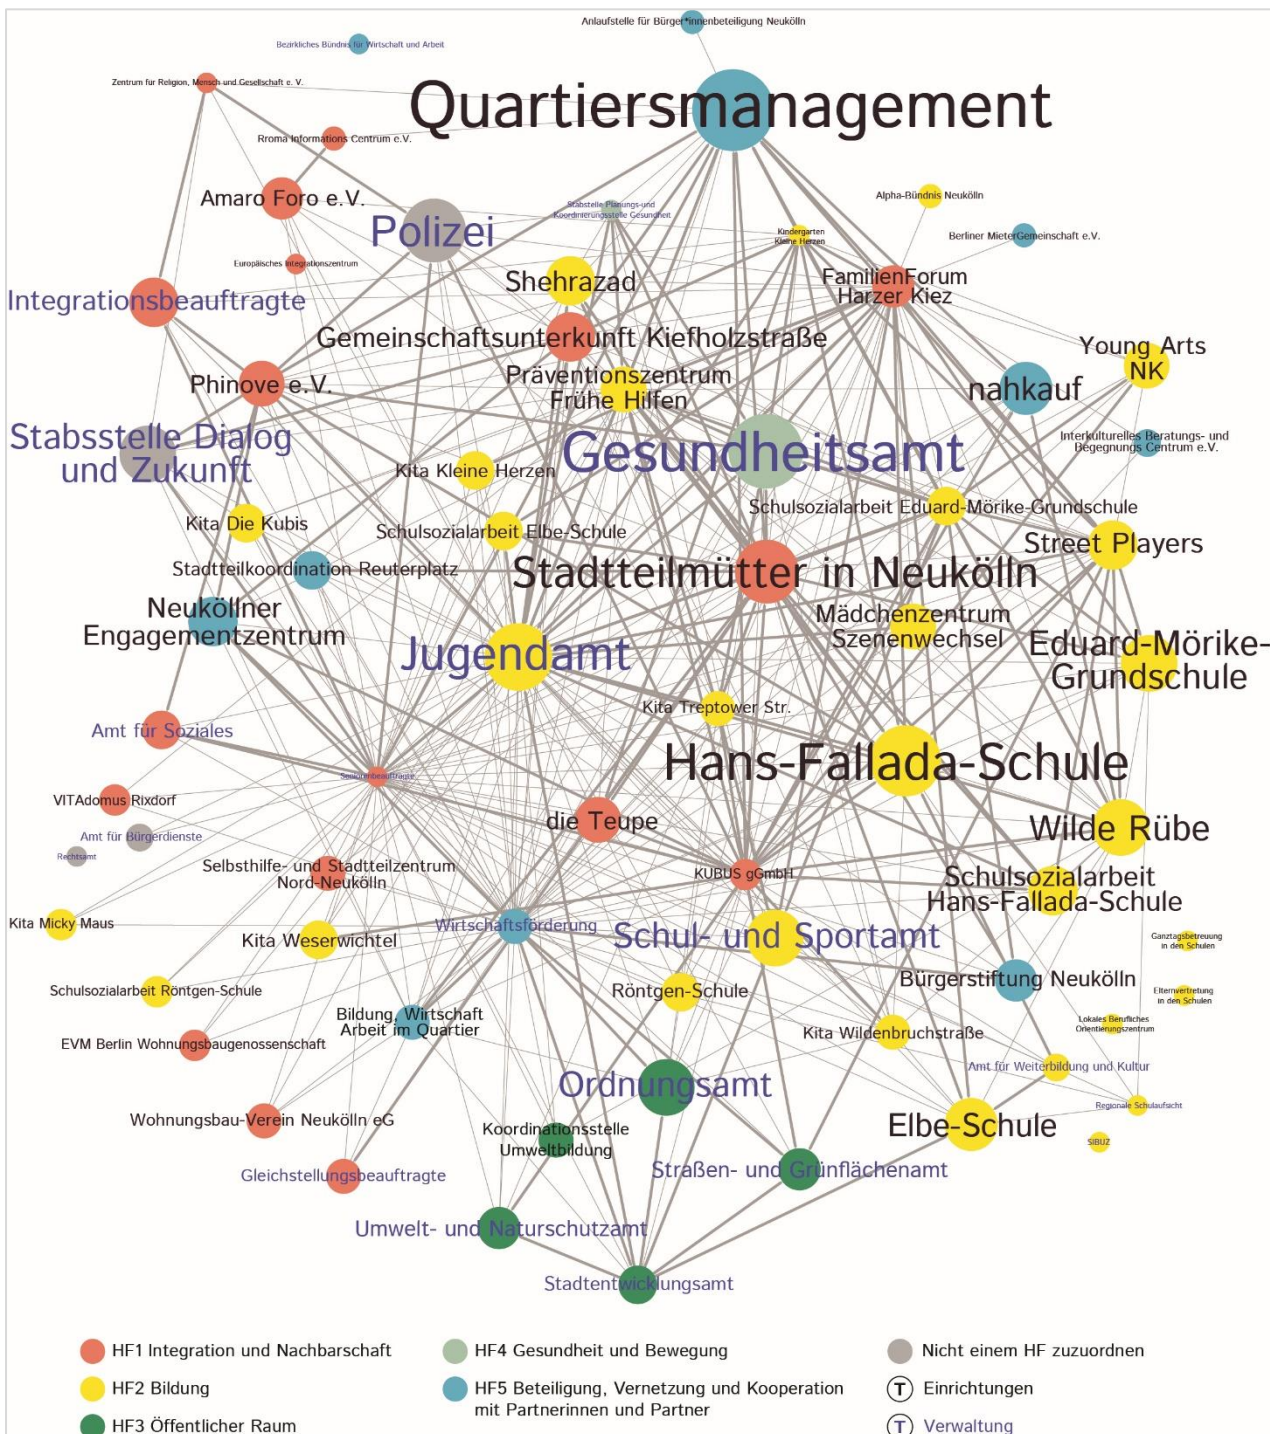 Anlaufstelle für Bürger*innenbeteiligung Neukölln
Bezirkliches Bündnis für Wirtschaft und Arbeit
Zentrum für Religion, Mensch und Gesellschaft e. V.
Quartiersmanagement
Rroma Informations Centrum e.V.
Amaro Foro e.V.
Alpha-Bündnis Neukölln
Stabstelle Planungs-und
Koordinierungsstelle Gesundheit
Polizei
Kindergarten
Kleine Herzen
Berliner MieterGemeinschaft e.V.
Europäisches Integrationszentrum
Shehrazad
FamilienForum
Harzer Kiez
Integrationsbeauftragte
Gemeinschaftsunterkunft Kiefholzstraße
Young Arts
NK
Phinove e.V.
Präventionszentrum
Frühe Hilfen
nahkauf
Stabsstelle Dialog
und Zukunft
Gesundheitsamt
Interkulturelles Beratungs- und
Begegnungs Centrum e.V.
Kita Kleine Herzen
Schulsozialarbeit Eduard-Mörike-Grundschule
Kita Die Kubis
Schulsozialarbeit Elbe-Schule
Street Players
Stadtteilkoordination Reuterplatz
Stadtteilmütter in Neukölln
Neuköllner
Engagementzentrum
Mädchenzentrum
Szenenwechsel
Jugendamt
Eduard-Mörike-
Grundschule
Kita Treptower Str.
Amt für Soziales
Hans-Fallada-Schule
Seniorenbeauftragte
VITAdomus Rixdorf
die Teupe
Wilde Rübe
Amt für Bürgerdienste
Rechtsamt
Selbsthilfe- und Stadtteilzentrum
Nord-Neukölln
KUBUS gGmbH
Schulsozialarbeit
Hans-Fallada-Schule
Kita Micky Maus
Wirtschaftsförderung
Kita Weserwichtel
Schul- und Sportamt
Ganztagsbetreuung
in den Schulen
Bürgerstiftung Neukölln
Schulsozialarbeit Röntgen-Schule
Röntgen-Schule
Elternvertretung
in den Schulen
Bildung, Wirtschaft
Arbeit im Quartier
Lokales Berufliches
Orientierungszentrum
Kita Wildenbruchstraße
EVM Berlin Wohnungsbaugenossenschaft
Amt für Weiterbildung und Kultur
Ordnungsamt
Regionale Schulaufsicht
Wohnungsbau-Verein Neukölln eG
Koordinationsstelle
Umweltbildung
Elbe-Schule
SIBUZ
Gleichstellungsbeauftragte
Straßen- und Grünflächenamt
Umwelt- und Naturschutzamt
Stadtentwicklungsamt
HF1 Integration und Nachbarschaft
HF2 Bildung
HF3 Öffentlicher Raum
HF4 Gesundheit und Bewegung
HF5 Beteiligung, Vernetzung und Kooperation
mit Partnerinnen und Partner
Nicht einem HF zuzuordnen
T Einrichtungen
T Verwaltung